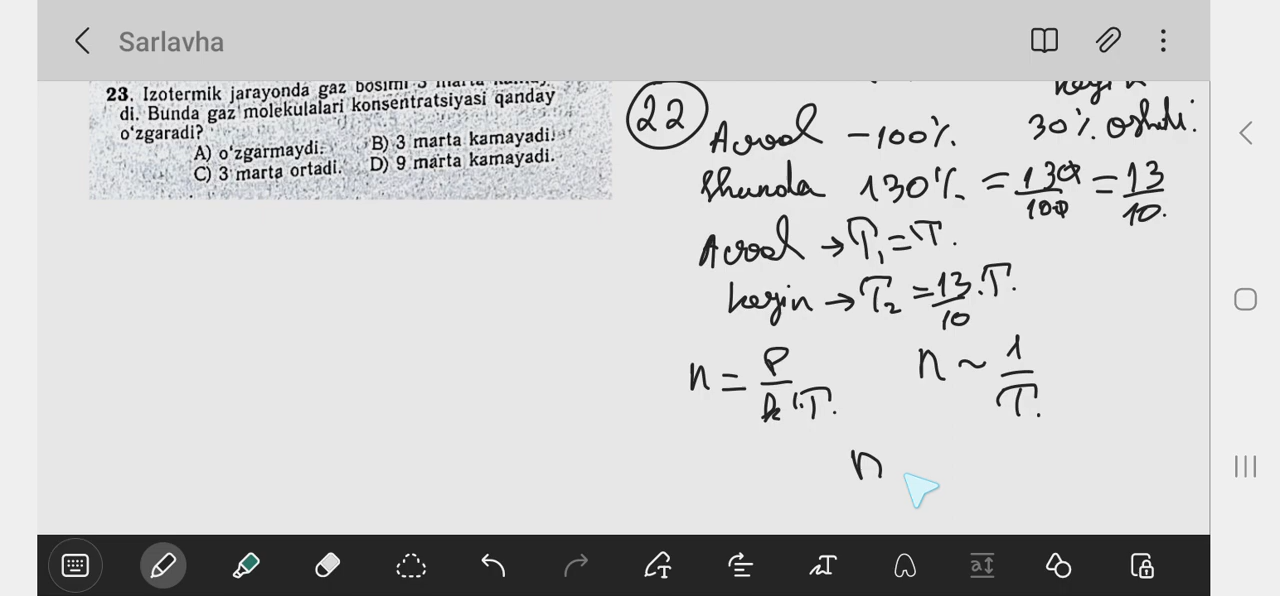 Sarlavha
23. Izotermik jarayonda gaz bosimi 3 marta kamay-
di. Bunda gaz molekulalari konsentratsiyasi qanday
o'zgaradi?
A) o'zgarmaydi. B) 3 marta kamayadi.
C) 3 marta ortadi. D) 9 marta kamayadi.
keyin
22 Avval – 100% 30% oshdi.
Shunda 130% = 130/100 = 13/10.
Avval → T₁ = T.
keyin → T₂ = 13/10 · T.
n = P/k·T. n ~ 1/T.
n